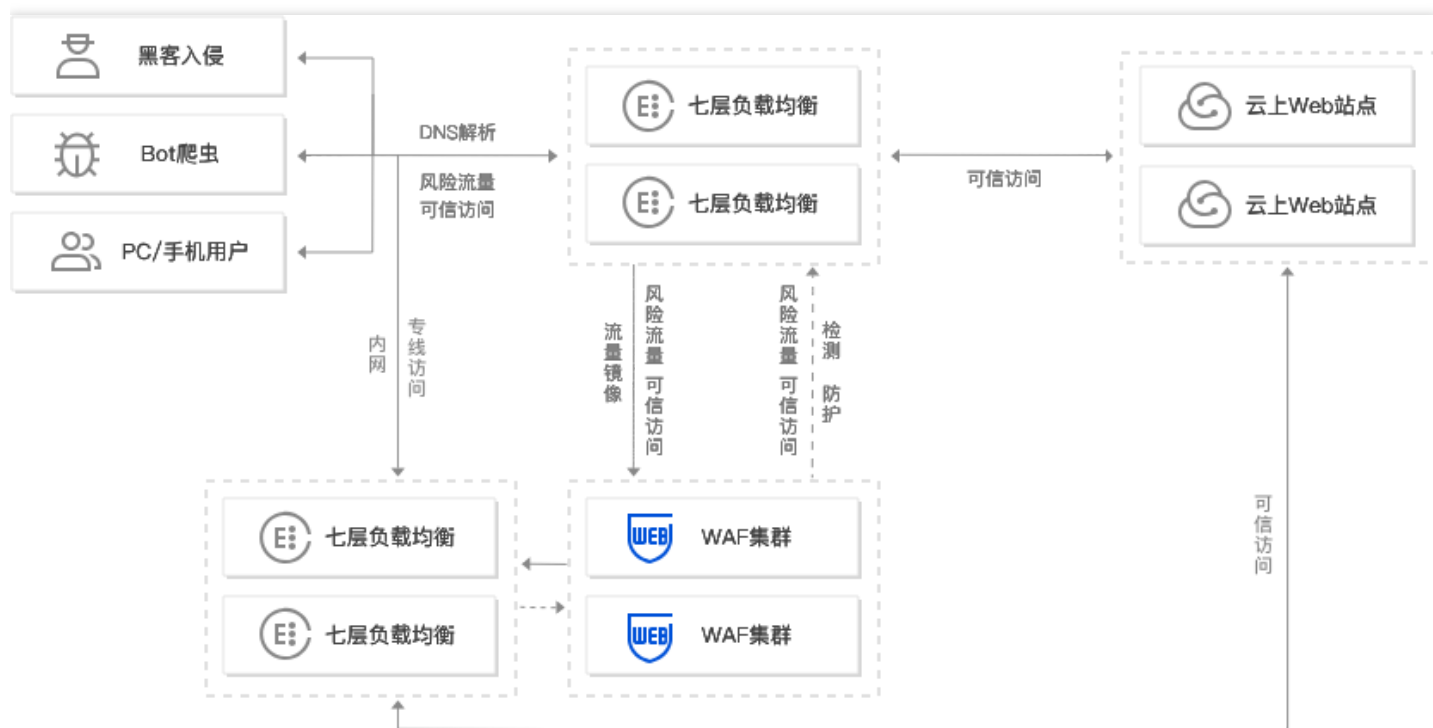 黑客入侵
Bot爬虫
PC/手机用户
DNS解析
风险流量
可信访问
七层负载均衡
七层负载均衡
可信访问
云上Web站点
云上Web站点
内网
专线访问
流量镜像
风险流量 可信访问
风险流量 可信访问
检测 防护
七层负载均衡
七层负载均衡
WEB WAF集群
WEB WAF集群
可信访问